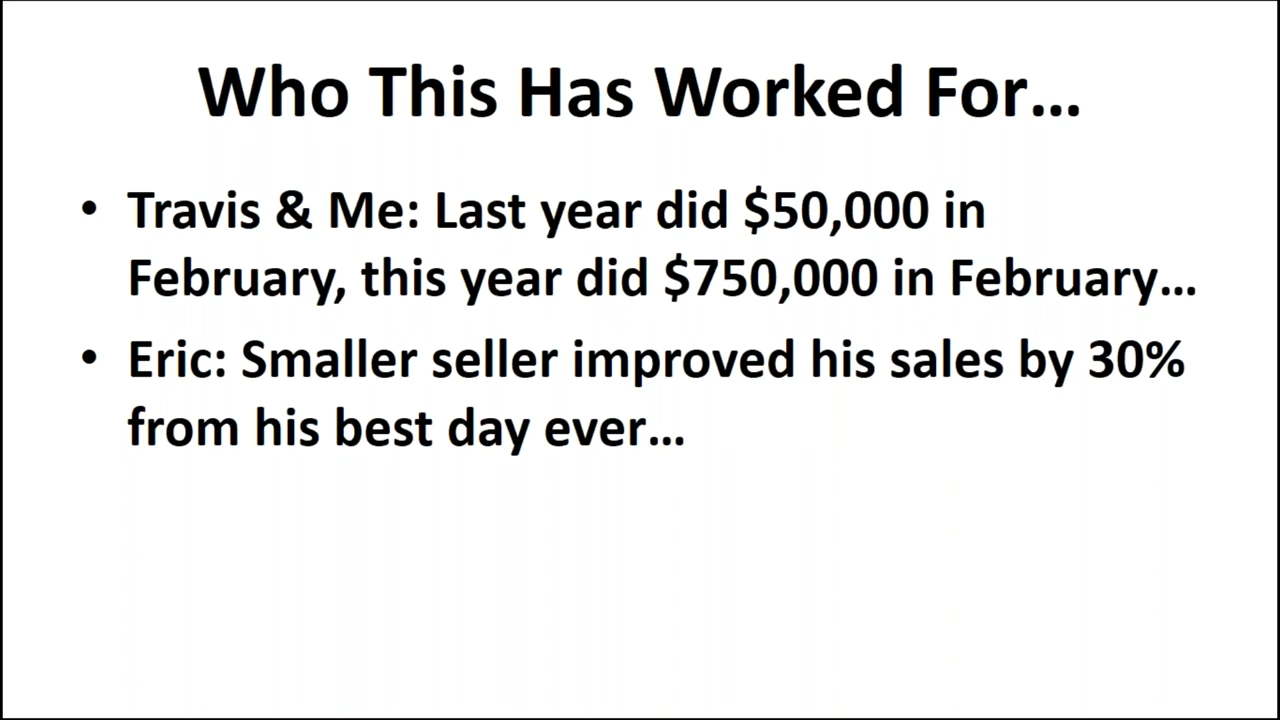 Who This Has Worked For...
• Travis & Me: Last year did $50,000 in
February, this year did $750,000 in February...
• Eric: Smaller seller improved his sales by 30%
from his best day ever...